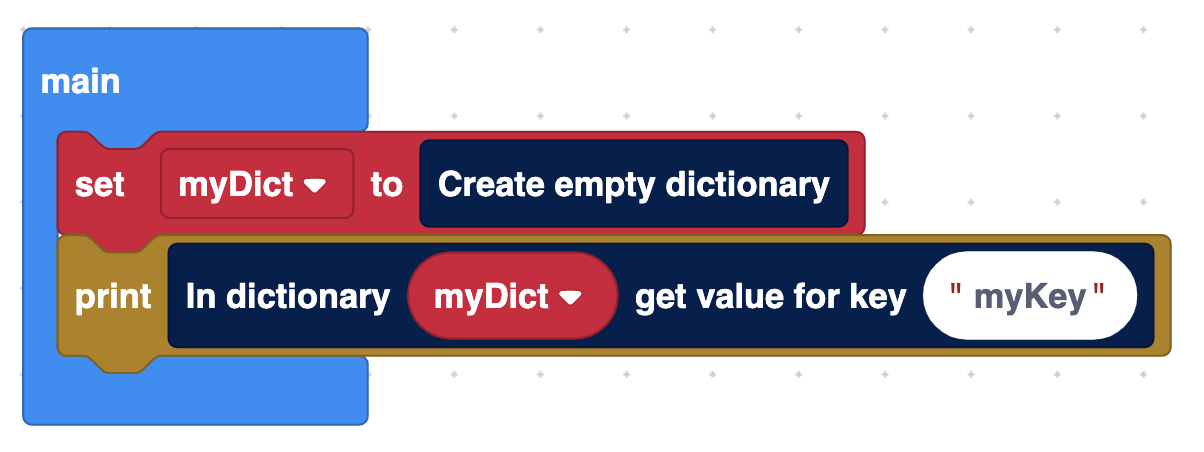 main
set myDict to Create empty dictionary
print In dictionary myDict get value for key " myKey "